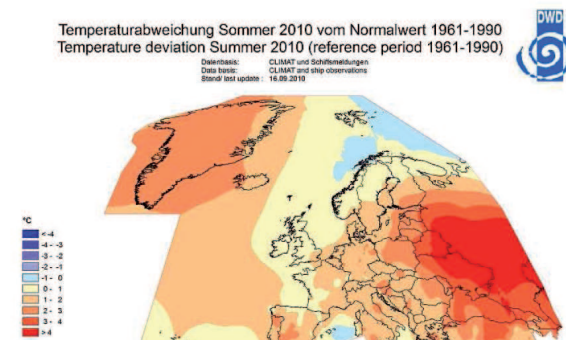 Temperaturabweichung Sommer 2010 vom Normalwert 1961-1990
Temperature deviation Summer 2010 (reference period 1961-1990)
DWD
Datenbasis: CLIMAT und Schiffsmeldungen
Data basis: CLIMAT and ship observations
Stand/ last update : 16.09.2010
°C
< -4
-4 - -3
-3 - -2
-2 - -1
-1 - 0
0 - 1
1 - 2
2 - 3
3 - 4
> 4